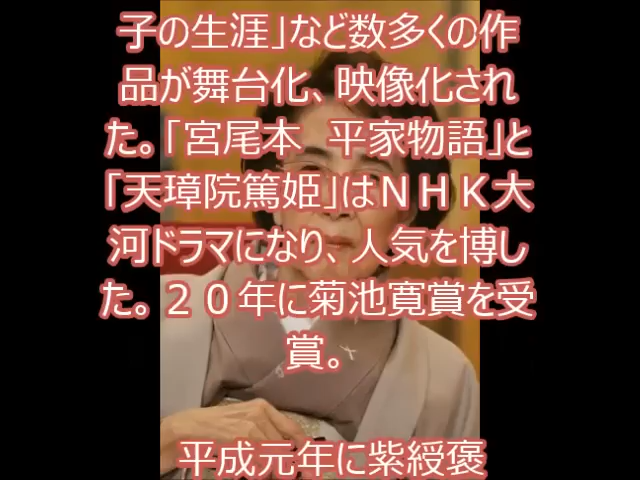 子の生涯」など数多くの作
品が舞台化、映像化され
た。「宮尾本　平家物語」と
「天璋院篤姫」はＮＨＫ大
河ドラマになり、人気を博し
た。２０年に菊池寛賞を受
賞。
平成元年に紫綬褒